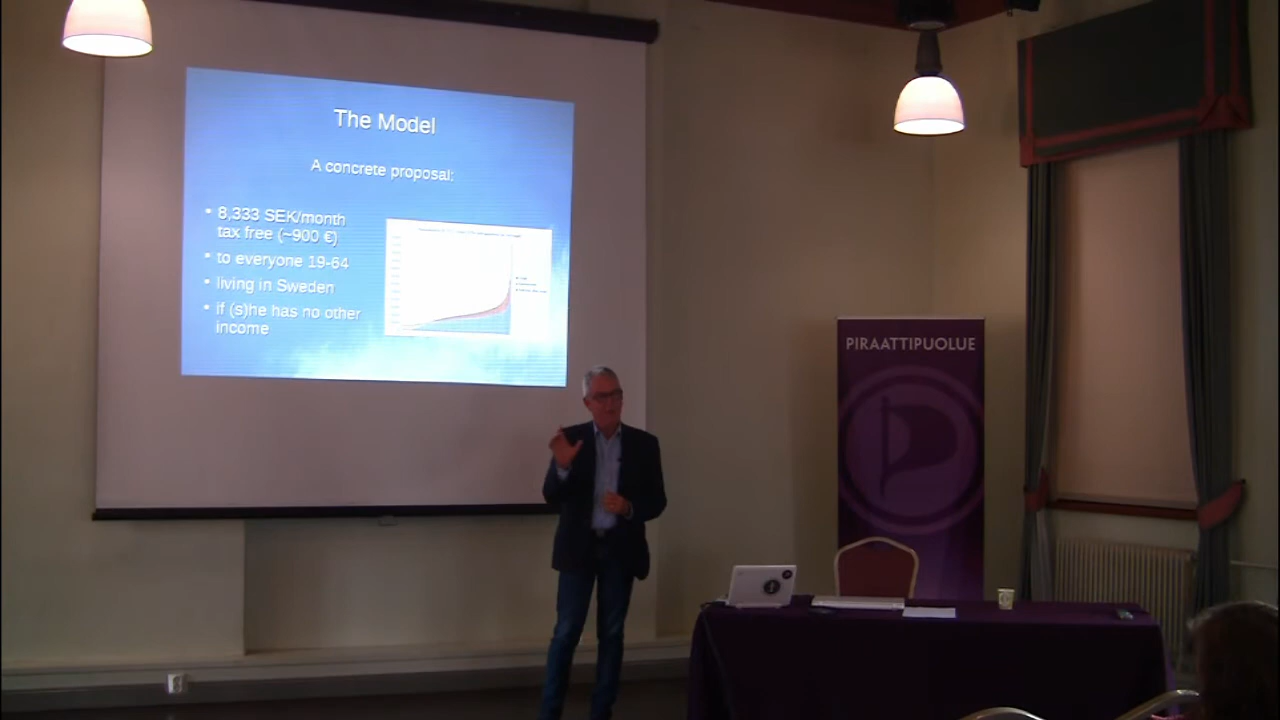 The Model
A concrete proposal:
• 8,333 SEK/month
tax free (~900 €)
• to everyone 19-64
• living in Sweden
• if (s)he has no other
income
PIRAATTIPUOLUE